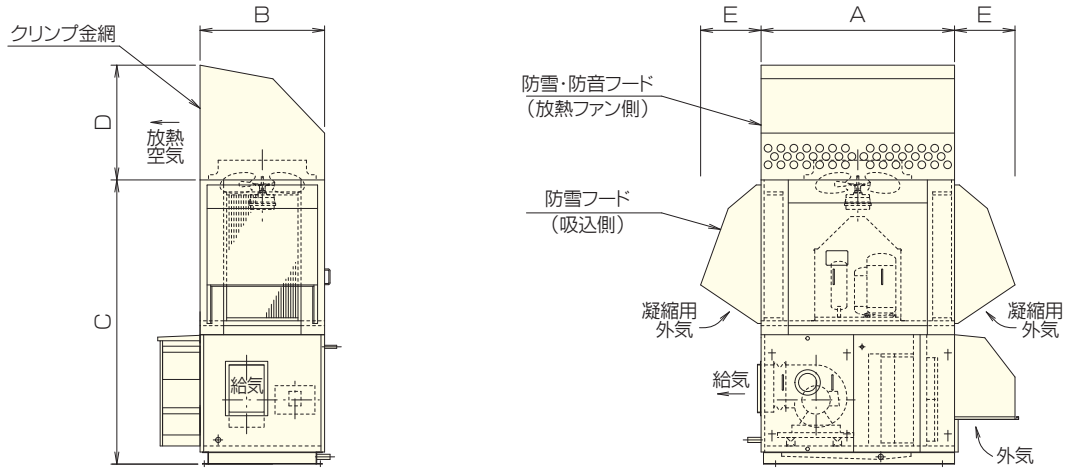 クリンプ金網
B
D
放熱
空気
C
給気
E
A
E
防雪・防音フード
(放熱ファン側)
防雪フード
(吸込側)
凝縮用
外気
凝縮用
外気
給気
外気